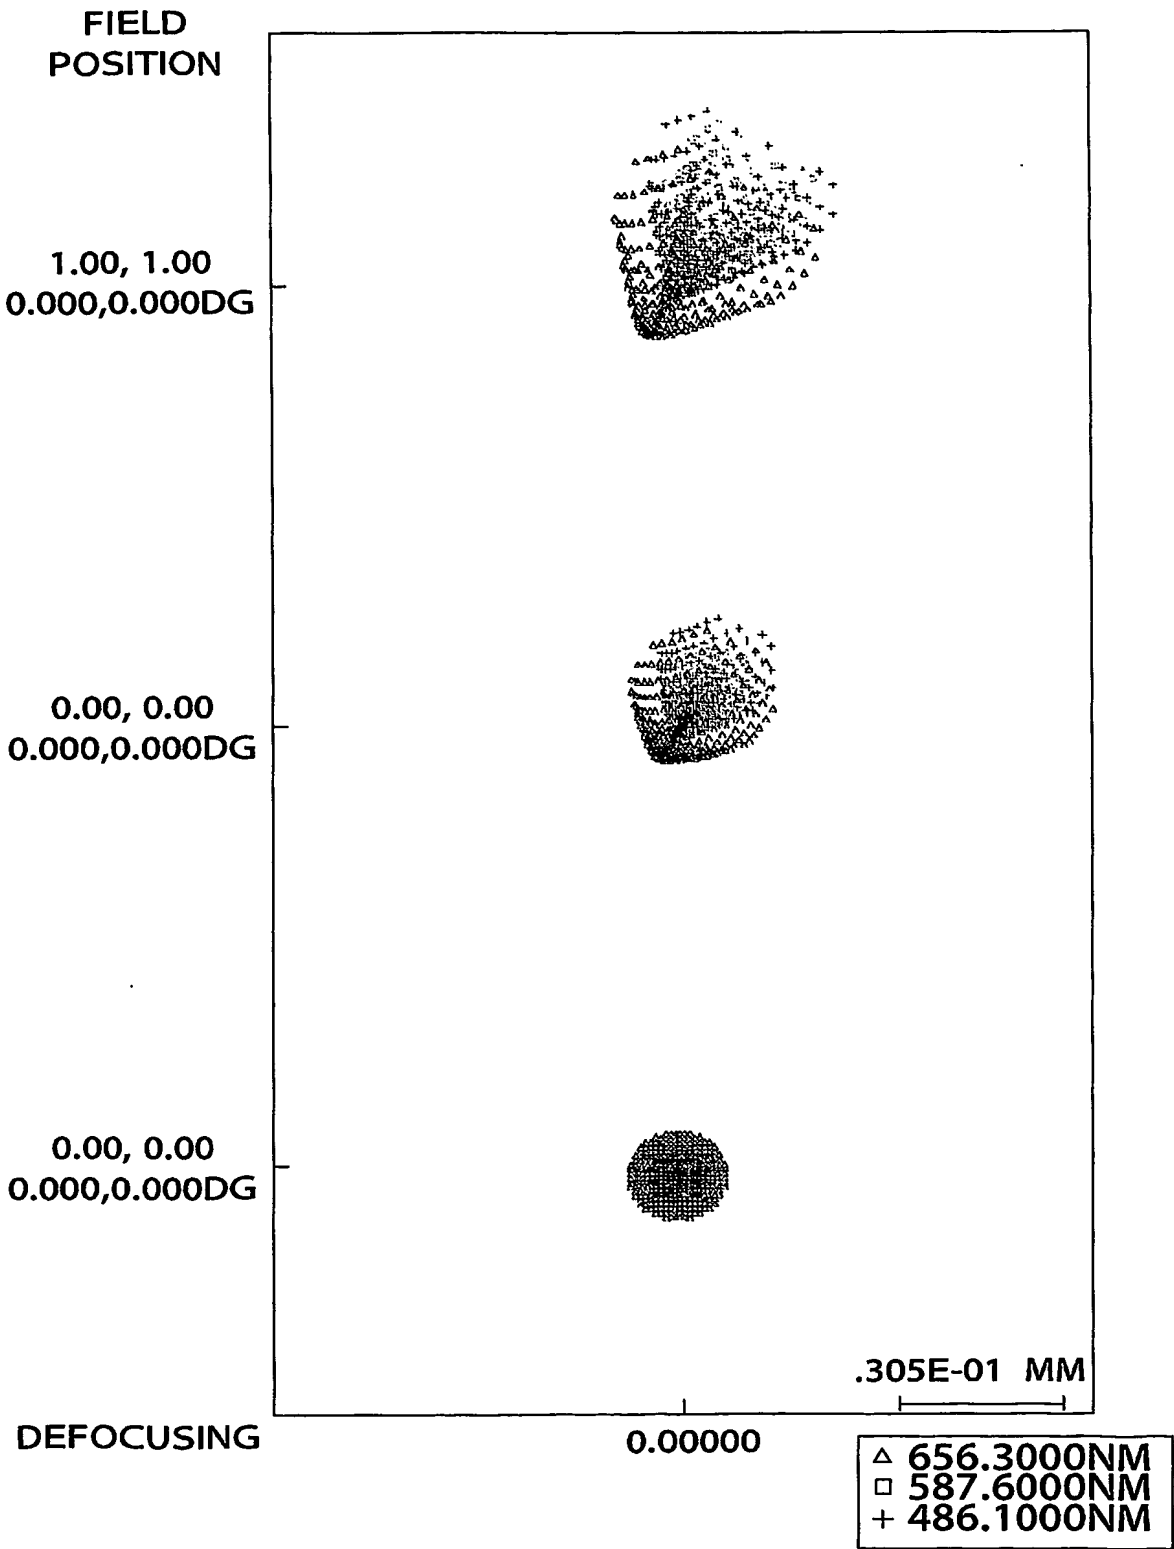 FIELD
POSITION
1.00, 1.00
0.000,0.000DG
0.00, 0.00
0.000,0.000DG
0.00, 0.00
0.000,0.000DG
.305E-01 MM
DEFOCUSING
0.00000
△ 656.3000NM
□ 587.6000NM
+ 486.1000NM